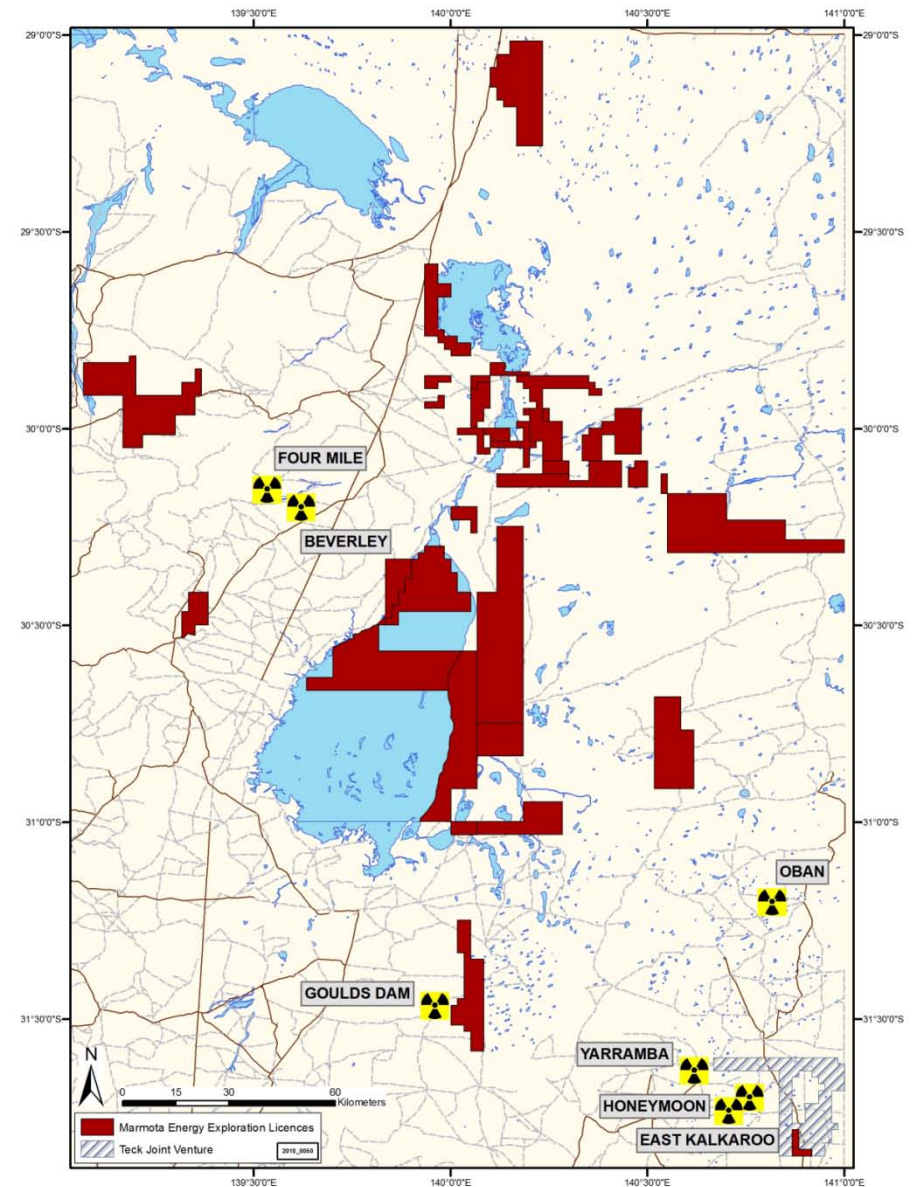 139°30'0"E 140°0'0"E 140°30'0"E 141°0'0"E
29°0'0"S 29°0'0"S
29°30'0"S 29°30'0"S
30°0'0"S 30°0'0"S
FOUR MILE
BEVERLEY
30°30'0"S 30°30'0"S
31°0'0"S 31°0'0"S
OBAN
GOULDS DAM
31°30'0"S 31°30'0"S
YARRAMBA
HONEYMOON
EAST KALKAROO
N
0 15 30 60
Kilometers
Marmota Energy Exploration Licences
Teck Joint Venture
2010_0050
139°30'0"E 140°0'0"E 140°30'0"E 141°0'0"E